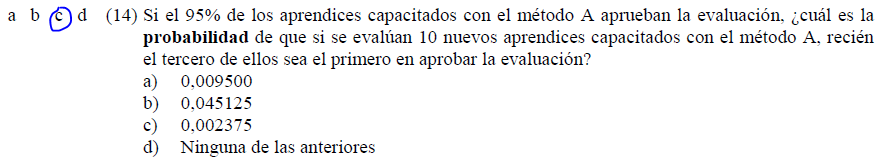 a b c d (14) Si el 95% de los aprendices capacitados con el método A aprueban la evaluación, ¿cuál es la
probabilidad de que si se evalúan 10 nuevos aprendices capacitados con el método A, recién
el tercero de ellos sea el primero en aprobar la evaluación?
a) 0,009500
b) 0,045125
c) 0,002375
d) Ninguna de las anteriores